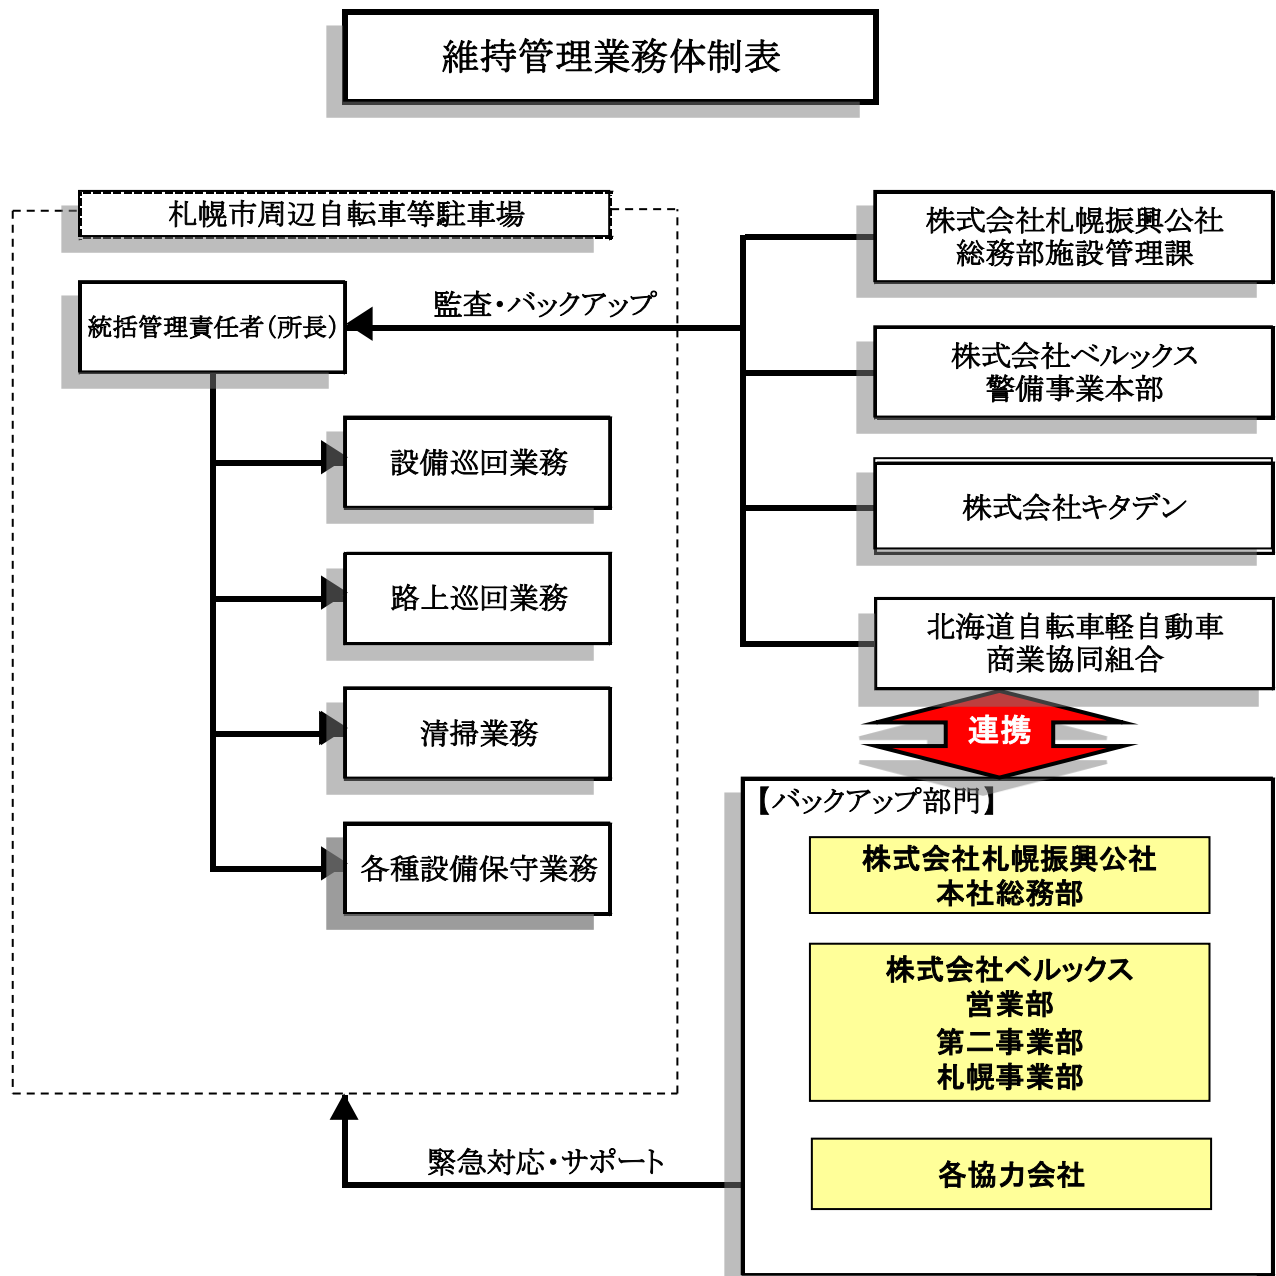 維持管理業務体制表
札幌市周辺自転車等駐車場
統括管理責任者（所長）
設備巡回業務
路上巡回業務
清掃業務
各種設備保守業務
監査・バックアップ
株式会社札幌振興公社
総務部施設管理課
株式会社ベルックス
警備事業本部
株式会社キタデン
北海道自転車軽自動車
商業協同組合
連携
【バックアップ部門】
株式会社札幌振興公社
本社総務部
株式会社ベルックス
営業部
第二事業部
札幌事業部
各協力会社
緊急対応・サポート